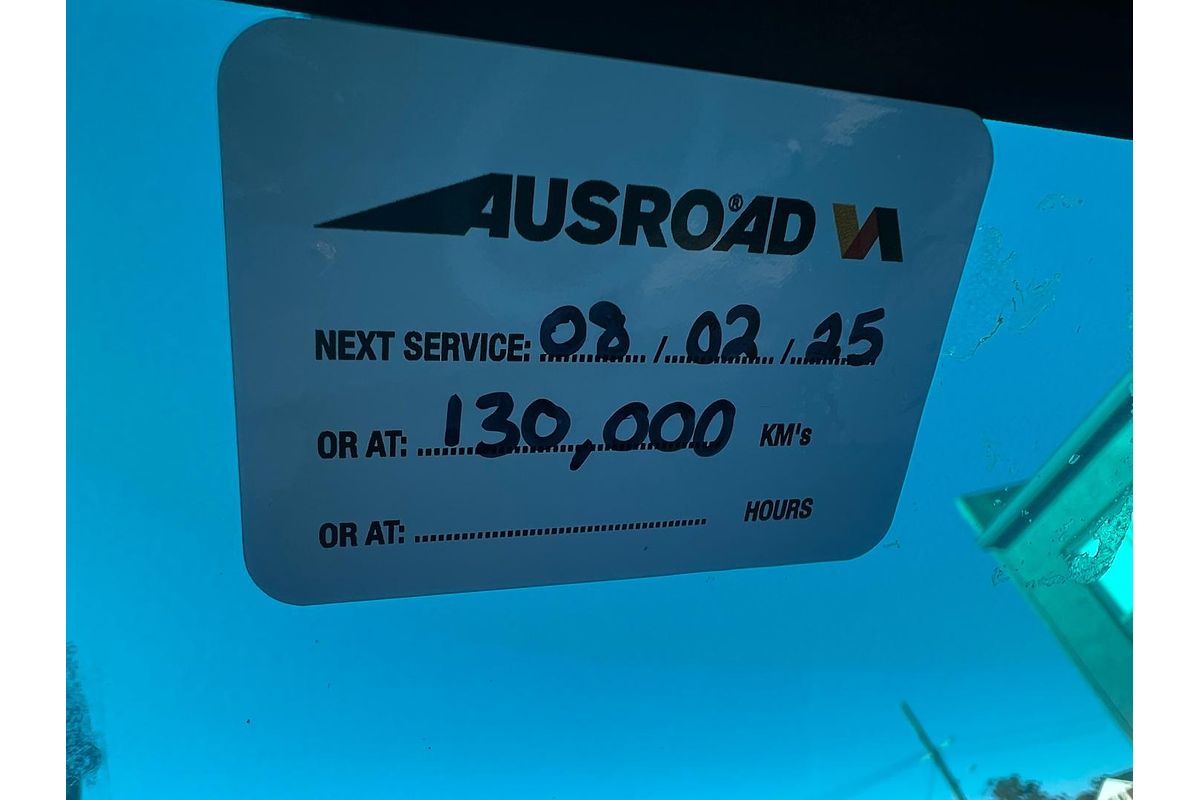 AUSROAD®
NEXT SERVICE: 08 / 02 / 25
OR AT: 130,000 KM's
OR AT: ........................................ HOURS